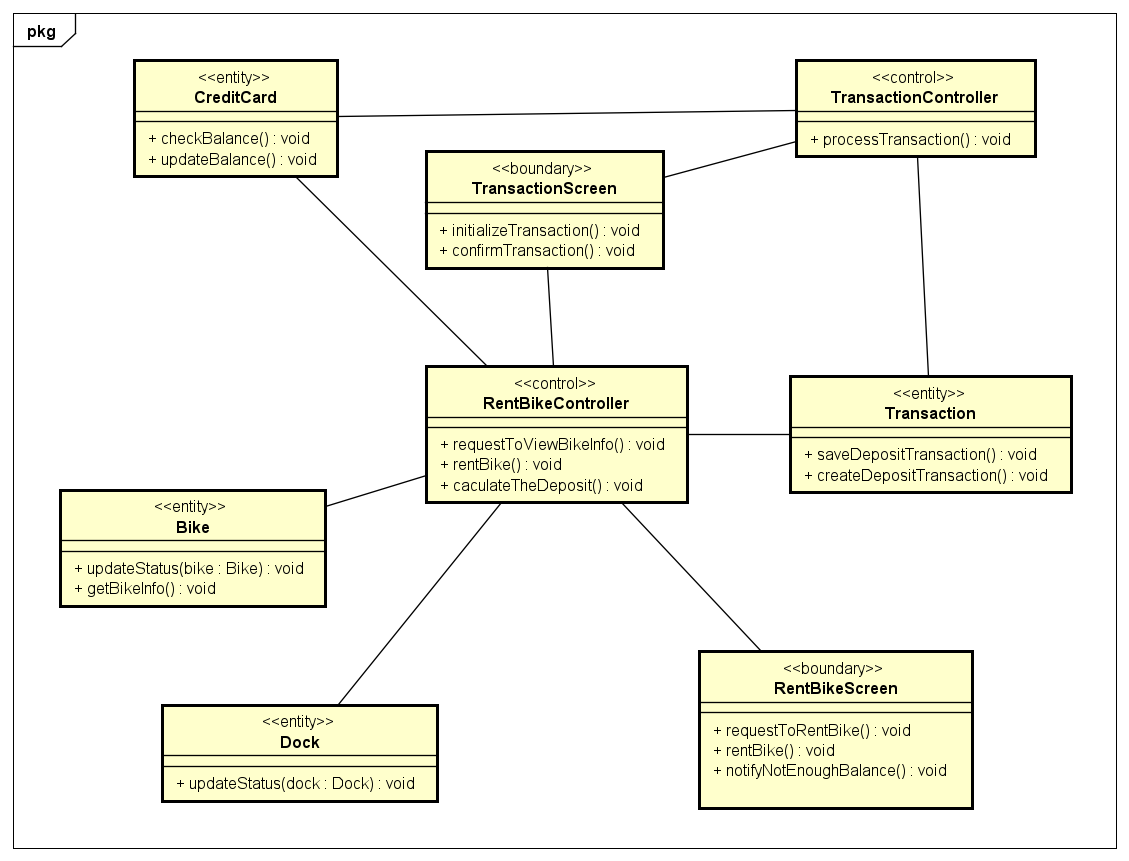 pkg
<<entity>>
CreditCard
+ checkBalance() : void
+ updateBalance() : void
<<control>>
TransactionController
+ processTransaction() : void
<<boundary>>
TransactionScreen
+ initializeTransaction() : void
+ confirmTransaction() : void
<<control>>
RentBikeController
+ requestToViewBikeInfo() : void
+ rentBike() : void
+ caculateTheDeposit() : void
<<entity>>
Transaction
+ saveDepositTransaction() : void
+ createDepositTransaction() : void
<<entity>>
Bike
+ updateStatus(bike : Bike) : void
+ getBikeInfo() : void
<<boundary>>
RentBikeScreen
+ requestToRentBike() : void
+ rentBike() : void
+ notifyNotEnoughBalance() : void
<<entity>>
Dock
+ updateStatus(dock : Dock) : void